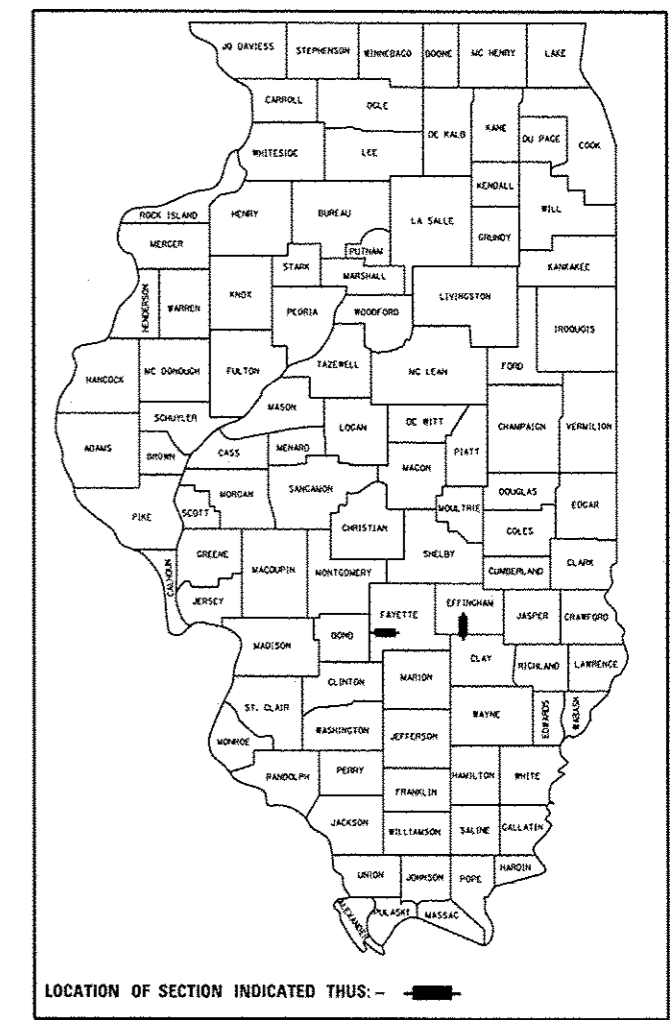 JO DAVIESS STEPHENSON WINNEBAGO BOONE MC HENRY LAKE
CARROLL OGLE DE KALB KANE DU PAGE COOK
WHITESIDE LEE KENDALL WILL
ROCK ISLAND HENRY BUREAU LA SALLE GRUNDY
MERCER PUTNAM KANKAKEE
HENDERSON WARREN KNOX STARK MARSHALL LIVINGSTON IROQUOIS
PEORIA WOODFORD
HANCOCK MC DONOUGH FULTON TAZEWELL MC LEAN FORD
SCHUYLER MASON LOGAN DE WITT CHAMPAIGN VERMILION
ADAMS BROWN CASS MENARD MACON PIATT
PIKE SCOTT MORGAN SANGAMON CHRISTIAN MOULTRIE DOUGLAS EDGAR
COLES
GREENE MACOUPIN MONTGOMERY SHELBY CUMBERLAND CLARK
CALHOUN JERSEY FAYETTE EFFINGHAM JASPER CRAWFORD
MADISON BOND CLAY RICHLAND LAWRENCE
CLINTON MARION
ST. CLAIR WAYNE EDWARDS WABASH
MONROE WASHINGTON JEFFERSON
RANDOLPH PERRY HAMILTON WHITE
FRANKLIN
JACKSON WILLIAMSON SALINE GALLATIN
UNION JOHNSON POPE HARDIN
ALEXANDER PULASKI MASSAC
LOCATION OF SECTION INDICATED THUS: -